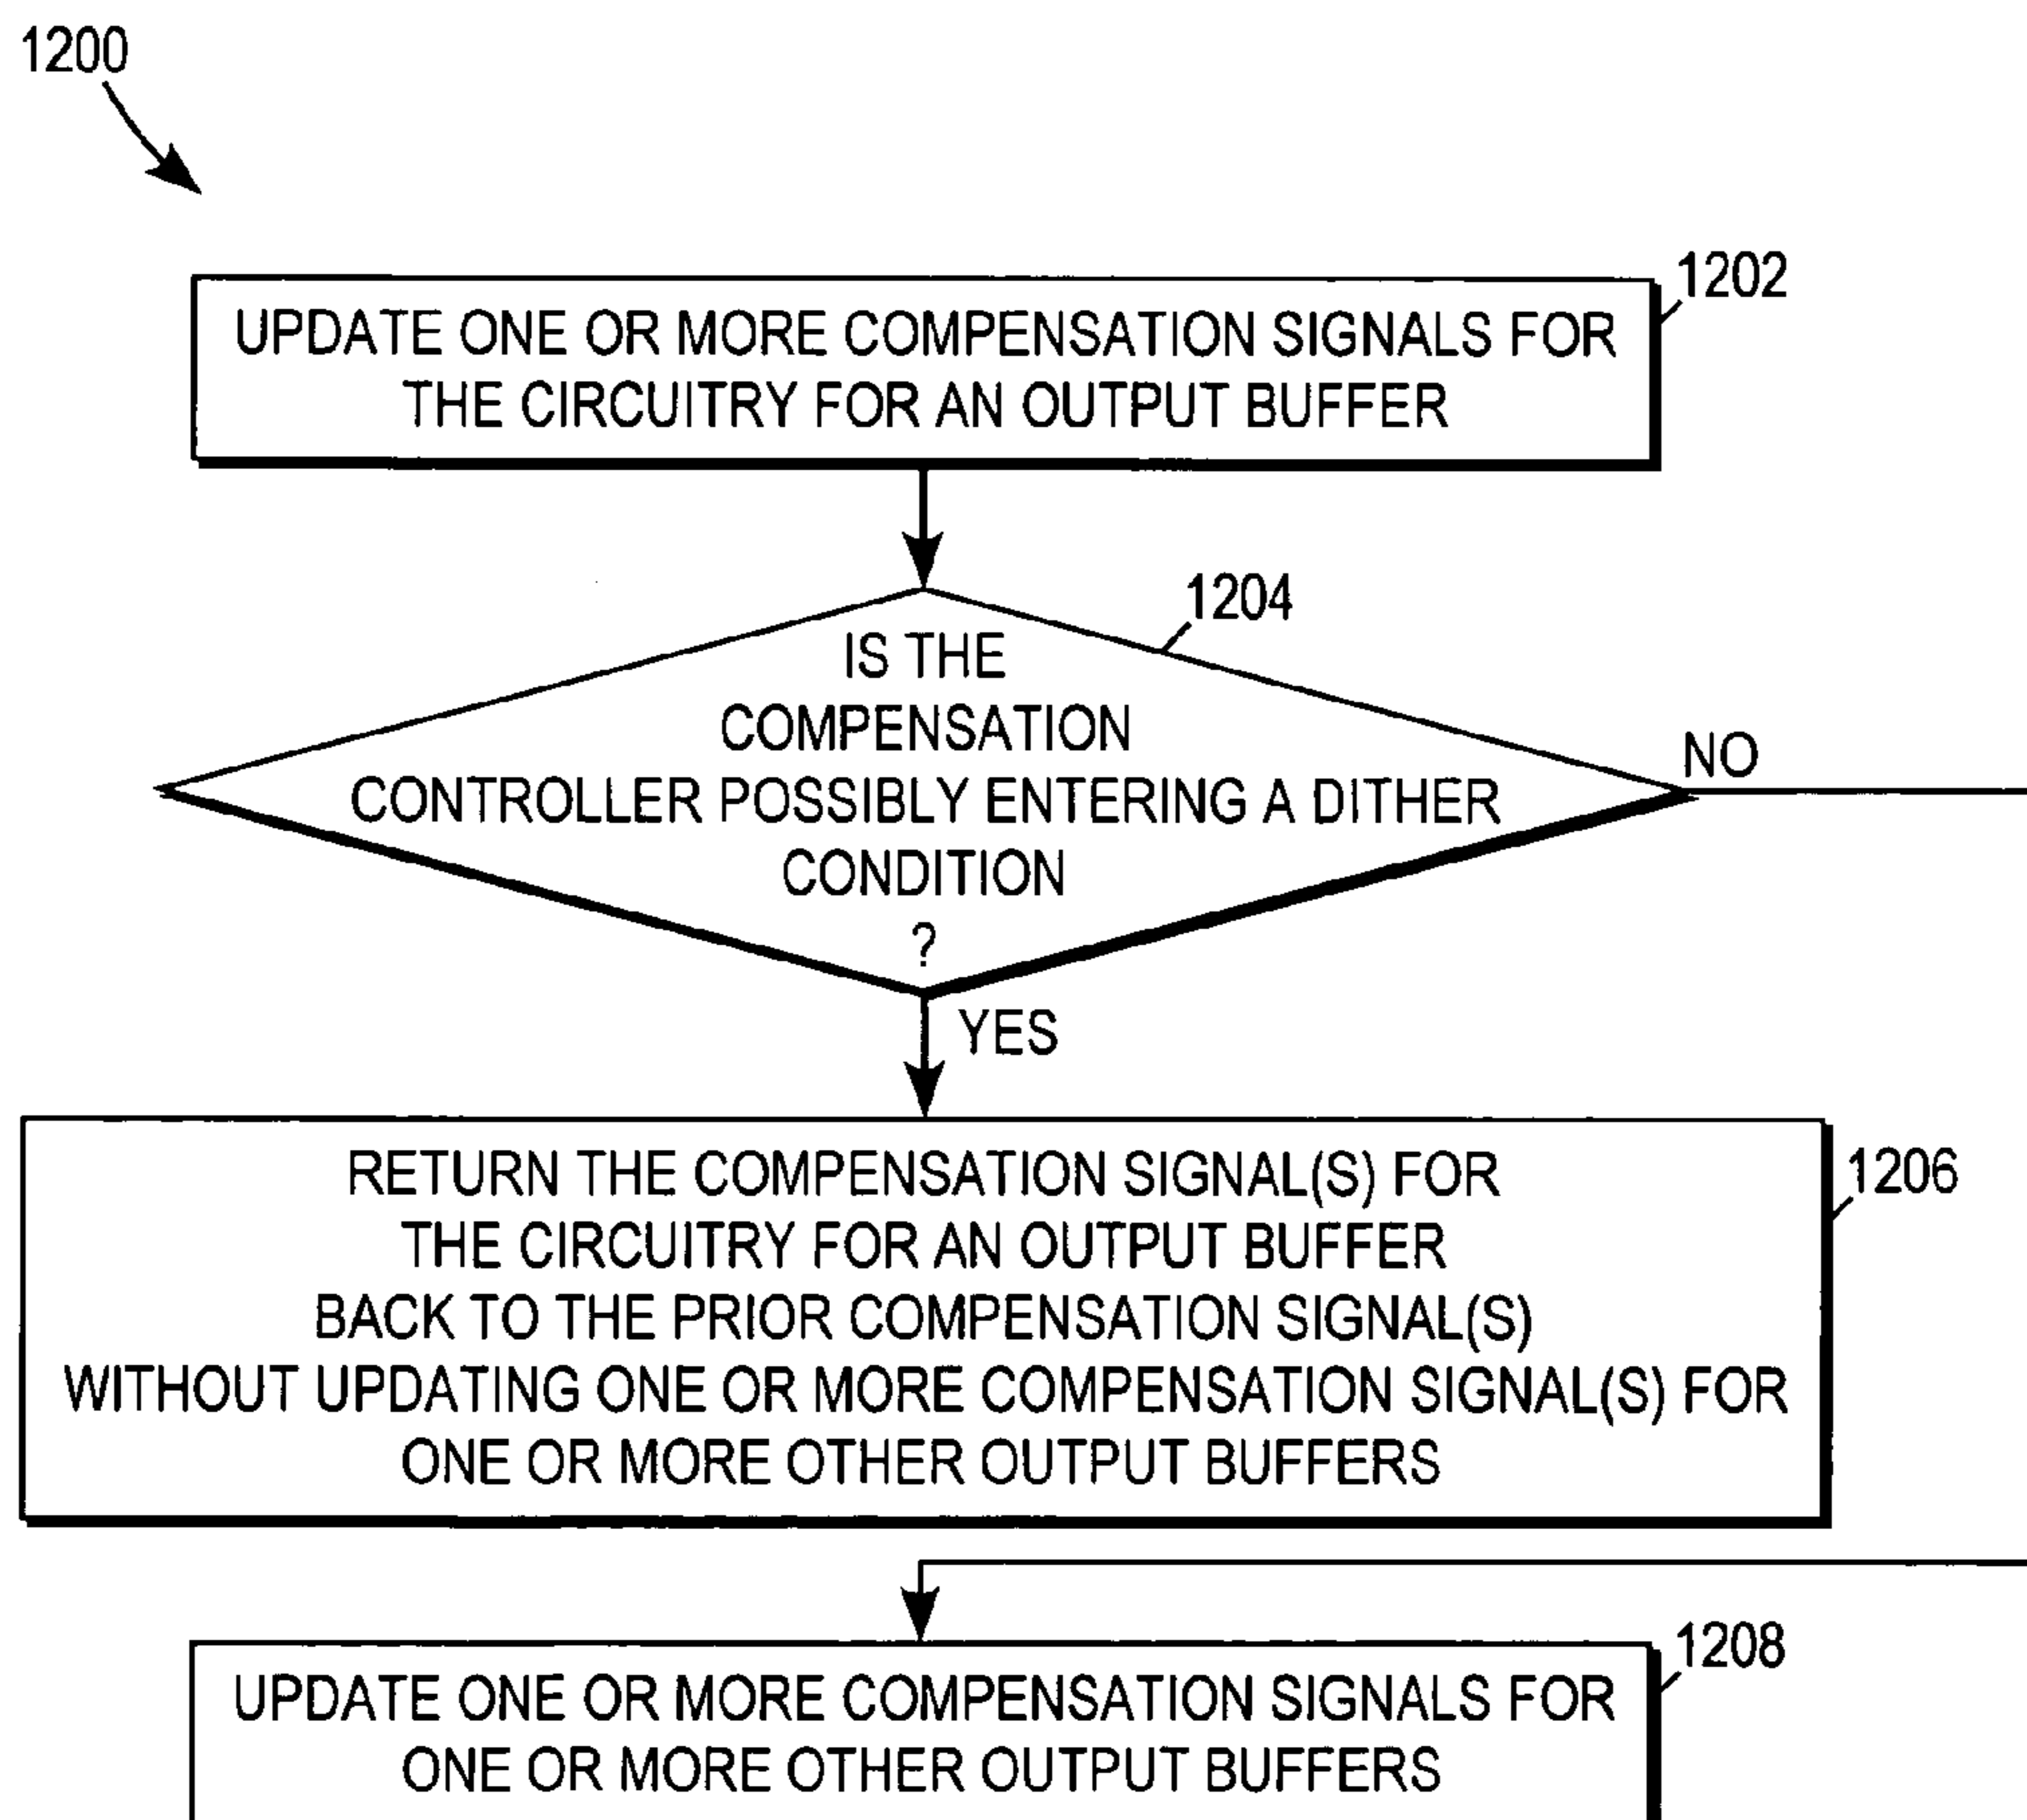 1200
1202
UPDATE ONE OR MORE COMPENSATION SIGNALS FOR
THE CIRCUITRY FOR AN OUTPUT BUFFER
1204
IS THE
COMPENSATION
CONTROLLER POSSIBLY ENTERING A DITHER
CONDITION
?
NO
YES
1206
RETURN THE COMPENSATION SIGNAL(S) FOR
THE CIRCUITRY FOR AN OUTPUT BUFFER
BACK TO THE PRIOR COMPENSATION SIGNAL(S)
WITHOUT UPDATING ONE OR MORE COMPENSATION SIGNAL(S) FOR
ONE OR MORE OTHER OUTPUT BUFFERS
1208
UPDATE ONE OR MORE COMPENSATION SIGNALS FOR
ONE OR MORE OTHER OUTPUT BUFFERS